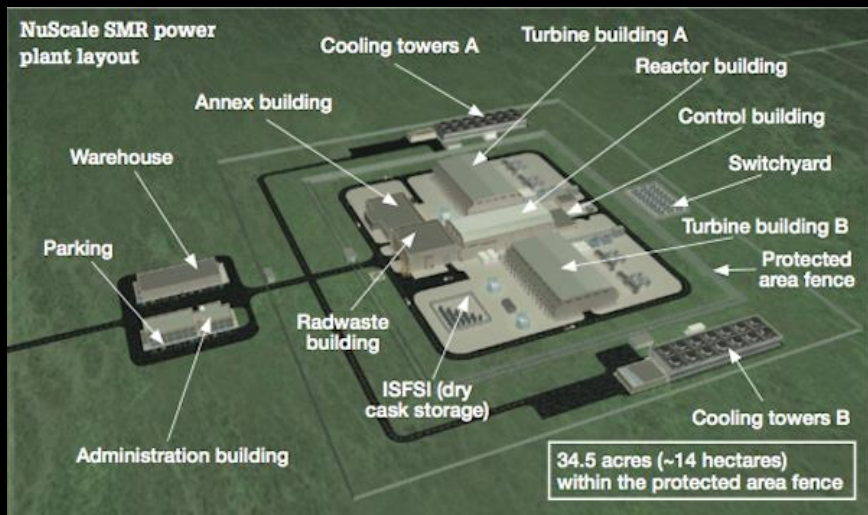 NuScale SMR power
plant layout
Cooling towers A
Turbine building A
Reactor building
Annex building
Control building
Warehouse
Switchyard
Parking
Turbine building B
Protected
area fence
Radwaste
building
ISFSI (dry
cask storage)
Cooling towers B
Administration building
34.5 acres (~14 hectares)
within the protected area fence